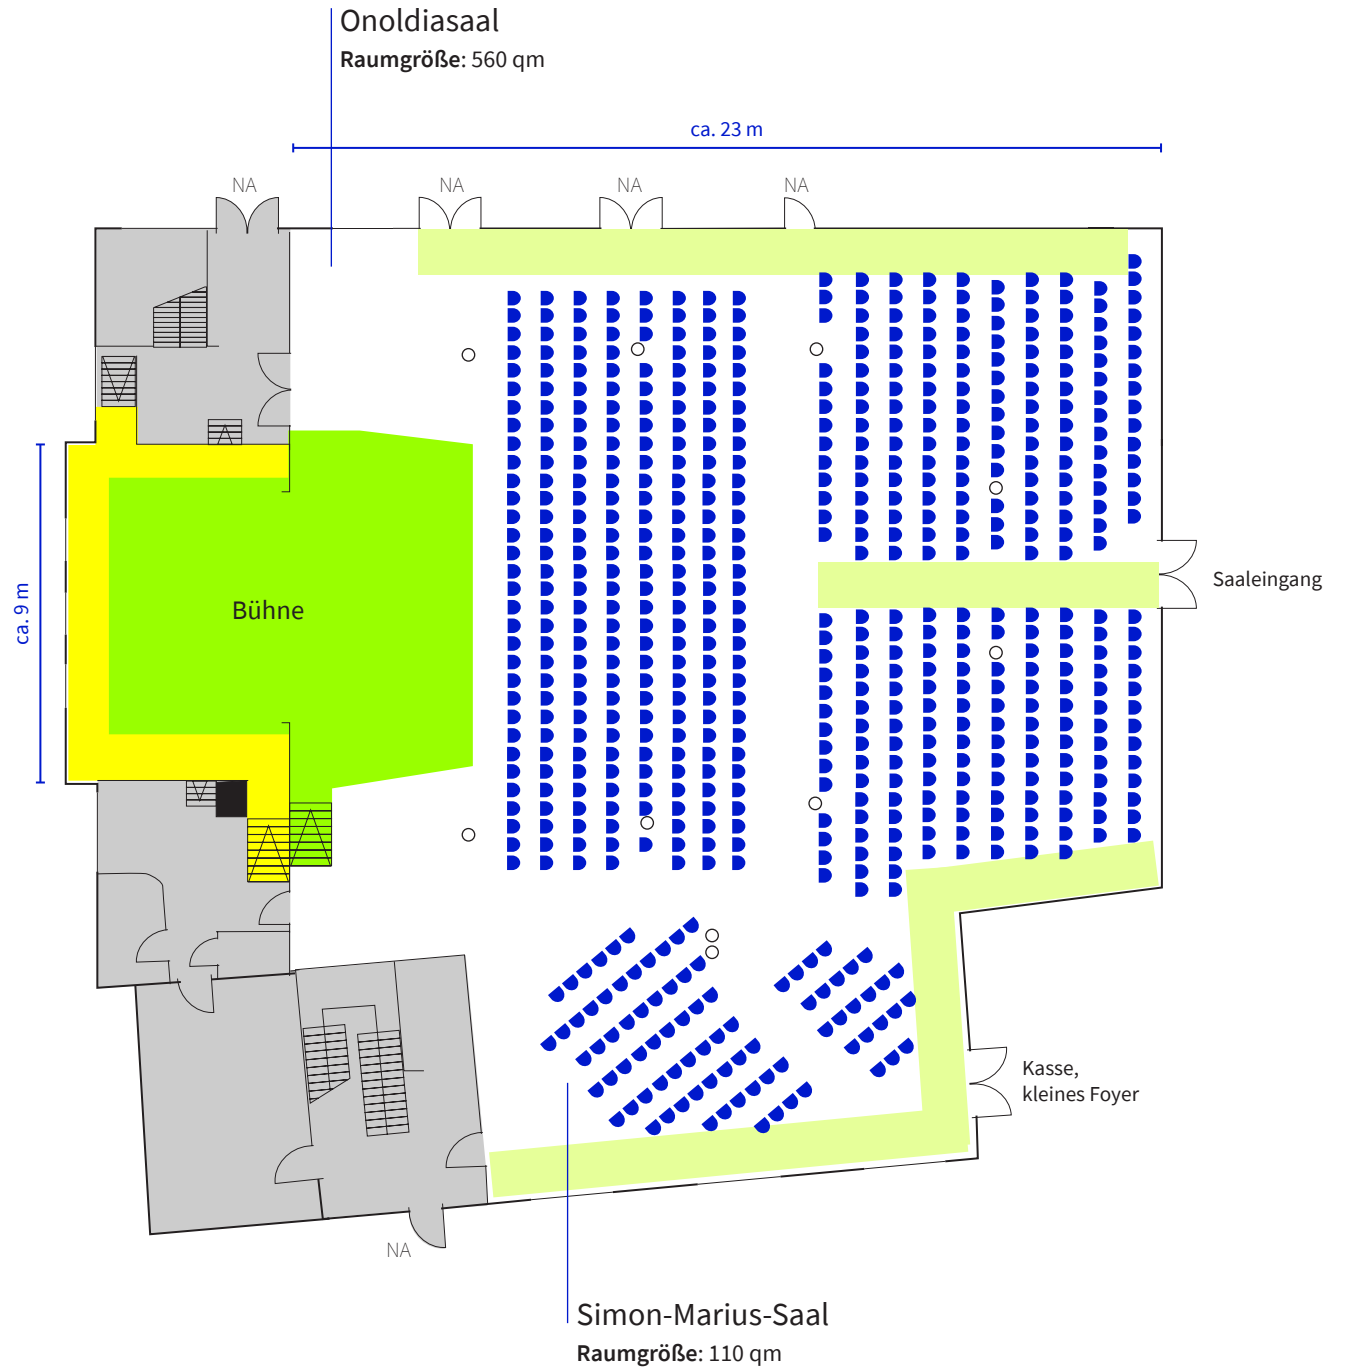 Onoldiasaal
Raumgröße: 560 qm
ca. 23 m
NA
NA
NA
NA
ca. 9 m
Bühne
Saaleingang
Kasse,
kleines Foyer
NA
Simon-Marius-Saal
Raumgröße: 110 qm